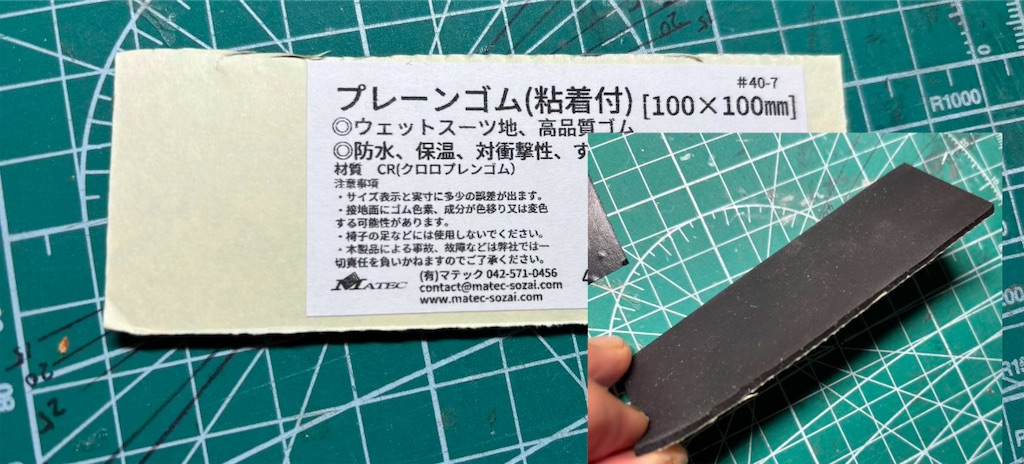 #40-7
プレーンゴム(粘着付) [100×100㎜]
◎ウェットスーツ地、高品質ゴム
◎防水、保温、対衝撃性、す
材質 CR(クロロプレンゴム)
注意事項
・サイズ表示と実寸に多少の誤差が出ます。
・接地面にゴム色素、成分が色移り又は変色
する可能性があります。
・椅子の足などには使用しないでください。
・本製品による事故、故障などは弊社では一
切責任を負いかねますのでご了承ください。
MATEC
(有)マテック 042-571-0456
contact@matec-sozai.com
www.matec-sozai.com
R1000
20
15
20
25